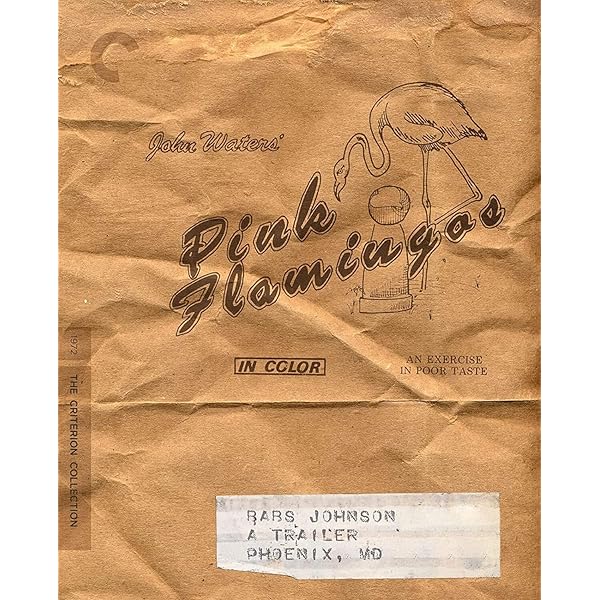 John Waters'
Pink
Flamingos
IN COLOR
AN EXERCISE
IN POOR TASTE
1972
THE CRITERION COLLECTION
BABS JOHNSON
A TRAILER
PHOENIX, MD